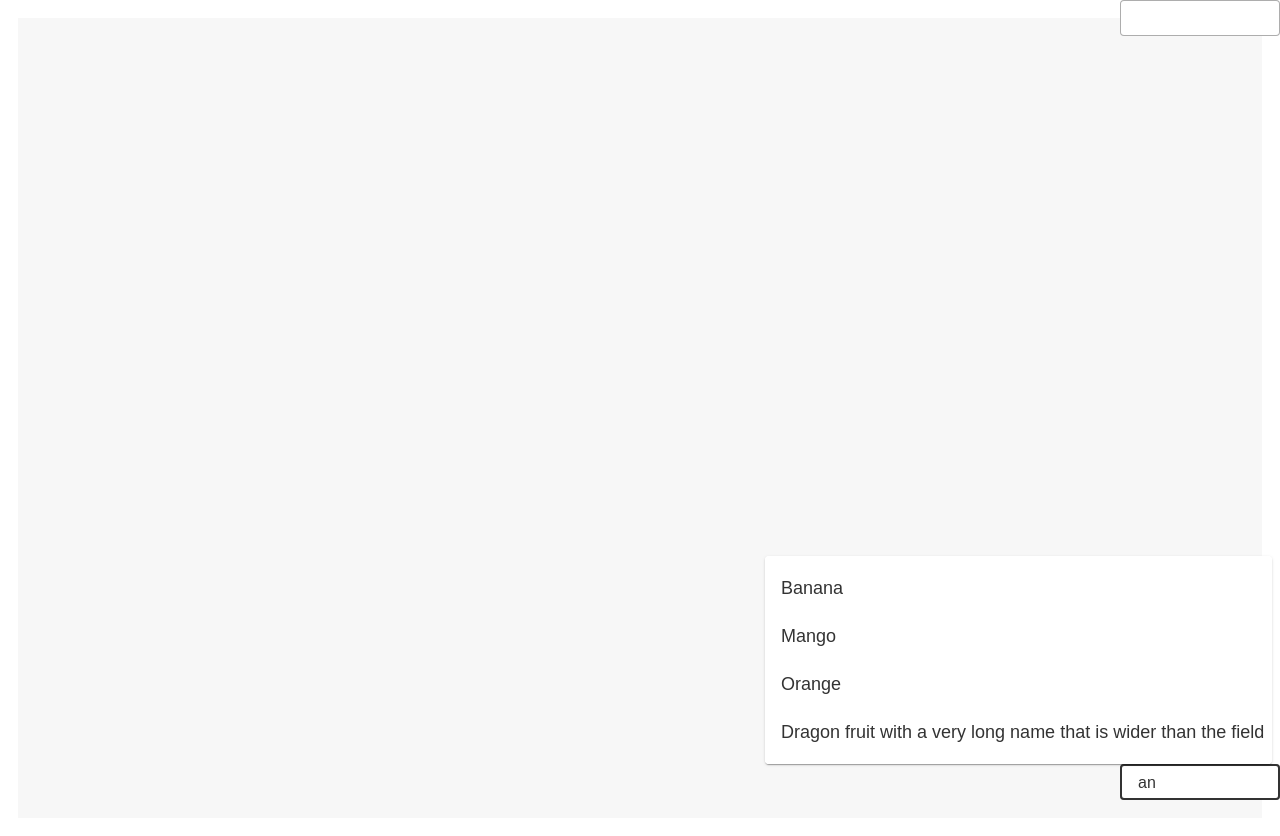 Banana
Mango
Orange
Dragon fruit with a very long name that is wider than the field
an